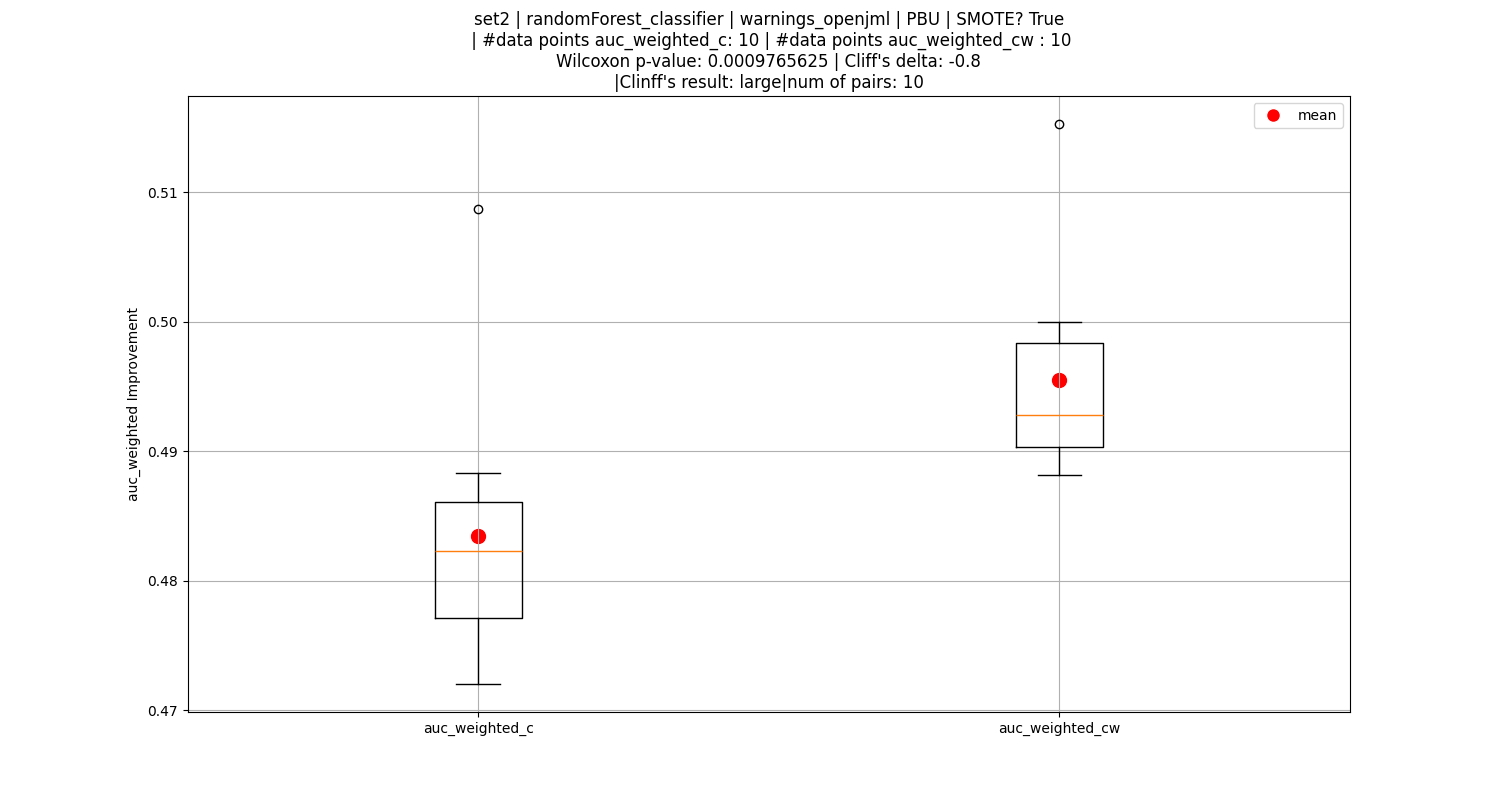 set2 | randomForest_classifier | warnings_openjml | PBU | SMOTE? True
| #data points auc_weighted_c: 10 | #data points auc_weighted_cw : 10
Wilcoxon p-value: 0.0009765625 | Cliff's delta: -0.8
|Clinff's result: large|num of pairs: 10
mean
auc_weighted Improvement
0.51
0.50
0.49
0.48
0.47
auc_weighted_c
auc_weighted_cw